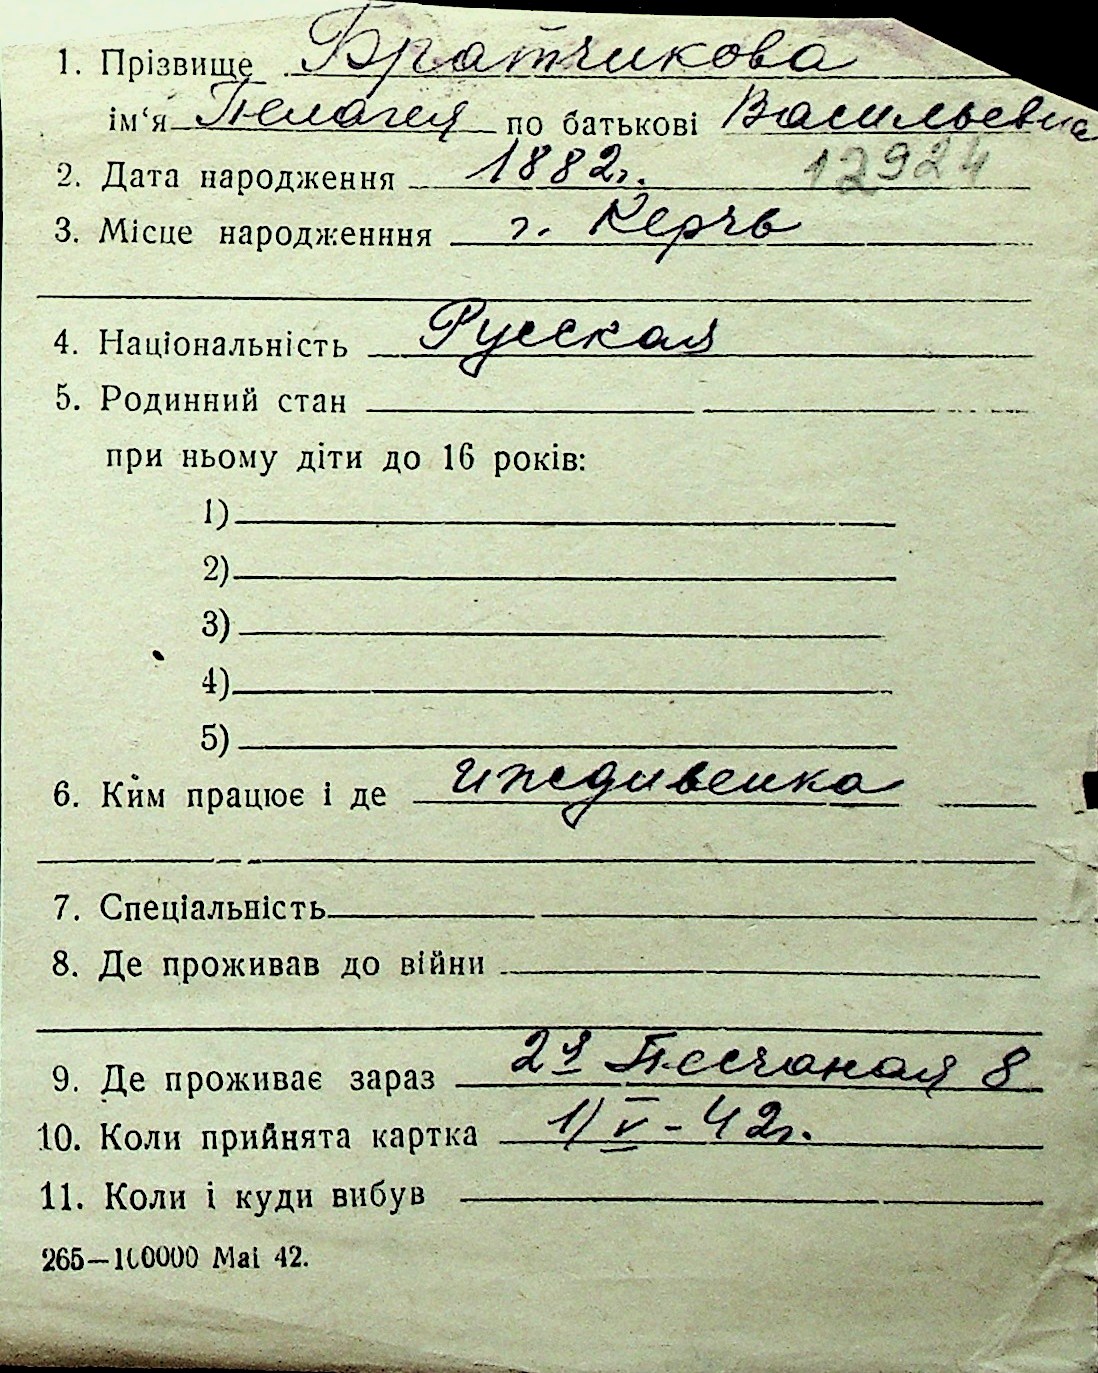 1. Прізвище Братчикова
ім‘я Пелагея по батькові Васильевна
2. Дата народження 1882г. 12924
3. Місце народженння г. Керчь
4. Національність Русская
5. Родинний стан
при ньому діти до 16 років:
1)
2)
3)
4)
5)
6. Ким працює і де иждивенка
7. Спеціальність
8. Де проживав до війни
9. Де проживає зараз 2я Песчаная 8
10. Коли прийнята картка 1/V-42г.
11. Коли і куди вибув
265—100000 Mai 42.